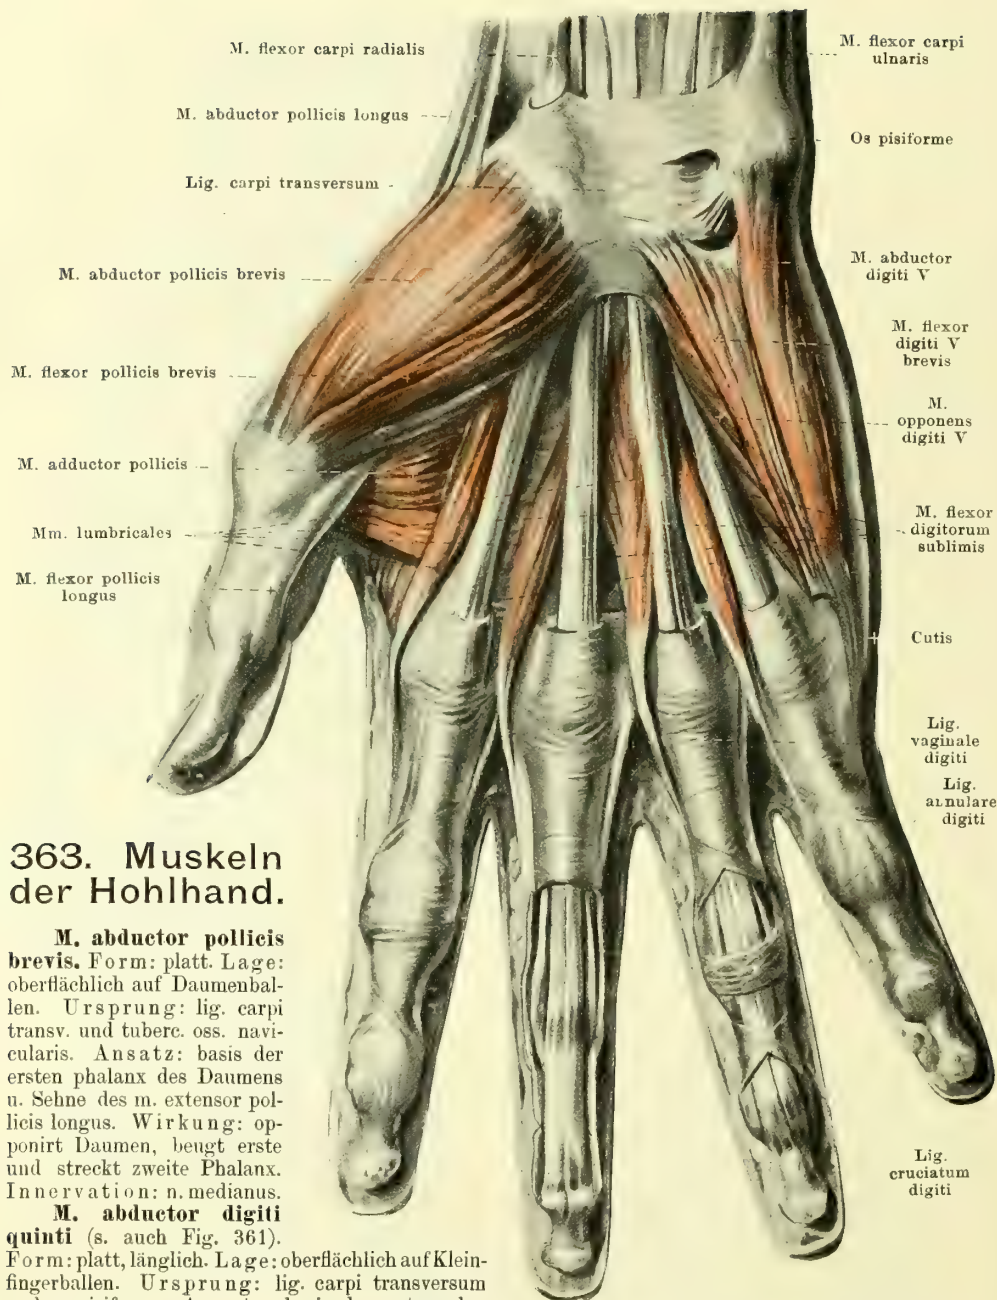 M. flexor carpi radialis
M. abductor pollicis longus
Lig. carpi transversum
M. abductor pollicis brevis
M. flexor pollicis brevis
M. adductor pollicis
Mm. lumbricales
M. flexor pollicis
longus
M. flexor carpi
ulnaris
Os pisiforme
M. abductor
digiti V
M. flexor
digiti V
brevis
M.
opponens
digiti V
M. flexor
digitorum
sublimis
Cutis
Lig.
vaginale
digiti
Lig.
annulare
digiti
Lig.
cruciatum
digiti
363. Muskeln
der Hohlhand.
M. abductor pollicis
brevis. Form: platt. Lage:
oberflächlich auf Daumenbal-
len. Ursprung: lig. carpi
transv. und tuberc. oss. navi-
cularis. Ansatz: basis der
ersten phalanx des Daumens
u. Sehne des m. extensor pol-
licis longus. Wirkung: op-
ponirt Daumen, beugt erste
und streckt zweite Phalanx.
Innervation: n. medianus.
M. abductor digiti
quinti (s. auch Fig. 361).
Form: platt, länglich. Lage: oberflächlich auf Klein-
fingerballen. Ursprung: lig. carpi transversum